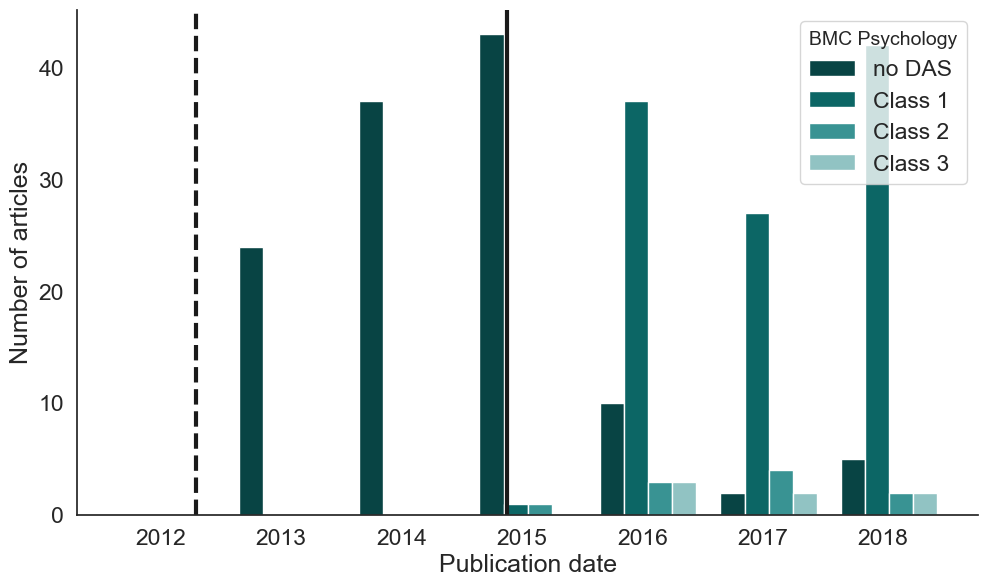 BMC Psychology
no DAS
Class 1
Class 2
Class 3
Number of articles
40
30
20
10
0
2012 2013 2014 2015 2016 2017 2018
Publication date